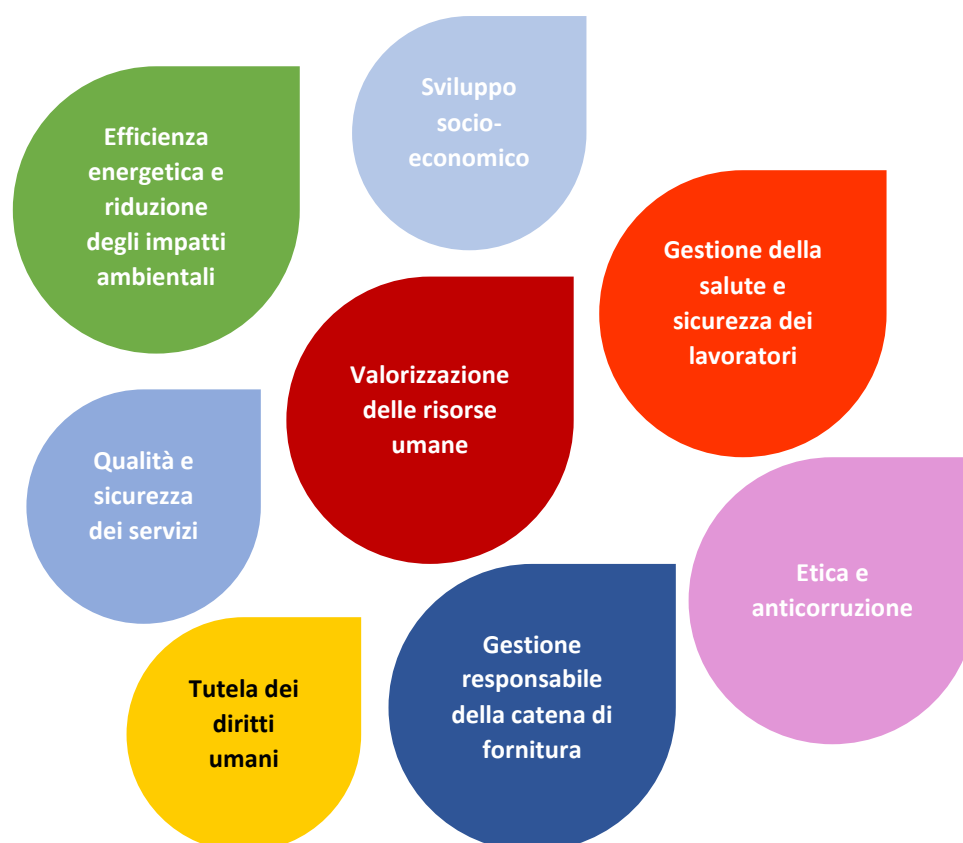 Sviluppo
socio-
economico
Efficienza
energetica e
riduzione
degli impatti
ambientali
Gestione della
salute e
sicurezza dei
lavoratori
Valorizzazione
delle risorse
umane
Qualità e
sicurezza
dei servizi
Etica e
anticorruzione
Gestione
responsabile
della catena di
fornitura
Tutela dei
diritti
umani